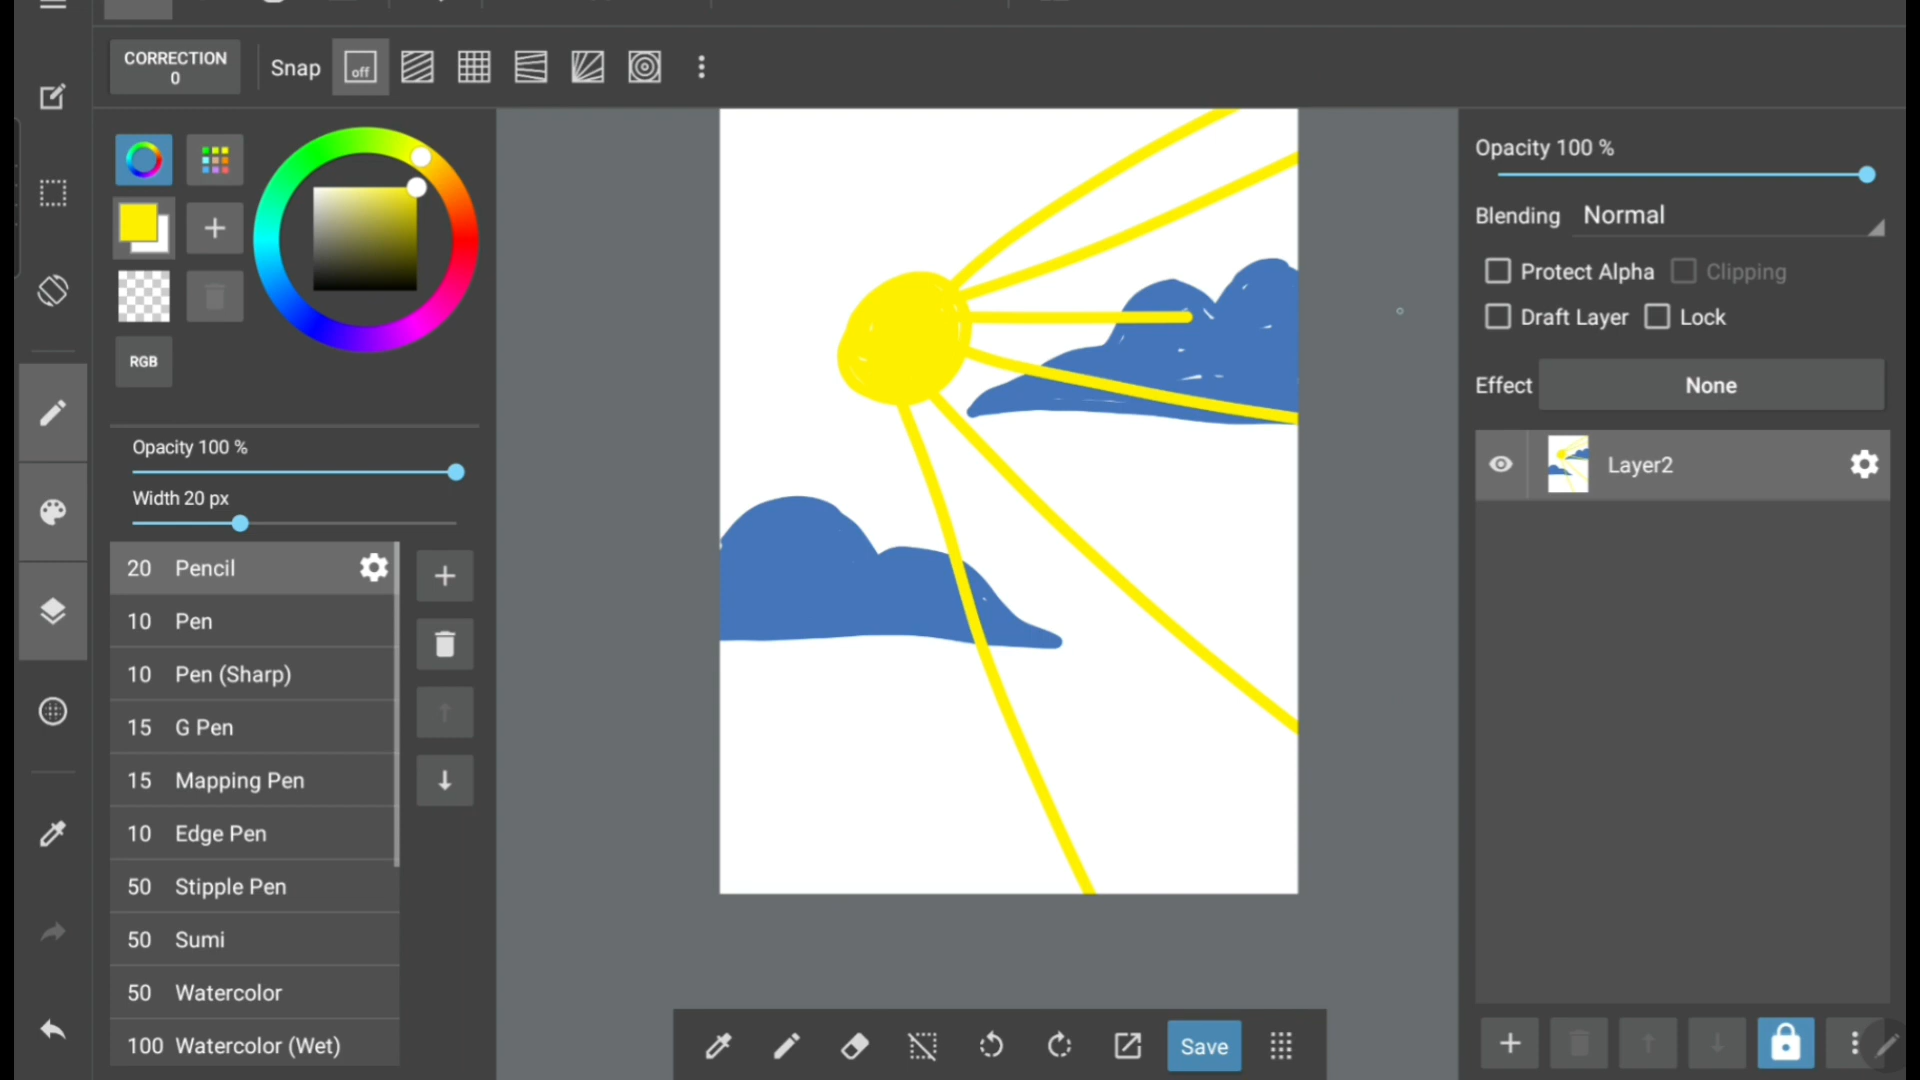 CORRECTION
0
Snap
off
RGB
Opacity 100 %
Width 20 px
20 Pencil
10 Pen
10 Pen (Sharp)
15 G Pen
15 Mapping Pen
10 Edge Pen
50 Stipple Pen
50 Sumi
50 Watercolor
100 Watercolor (Wet)
Save
Opacity 100 %
Blending Normal
Protect Alpha Clipping
Draft Layer Lock
Effect None
Layer2